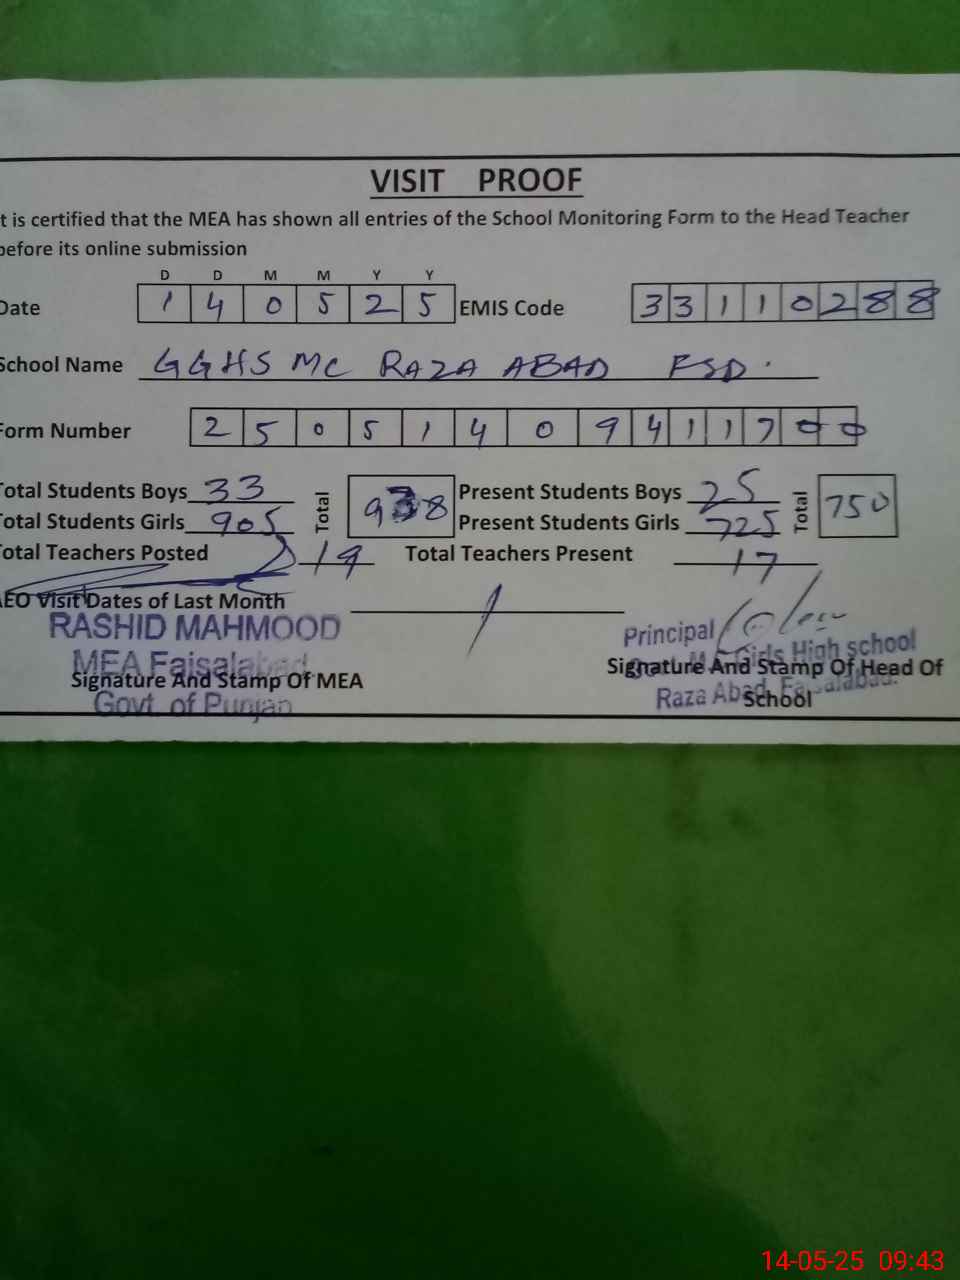 VISIT PROOF
t is certified that the MEA has shown all entries of the School Monitoring Form to the Head Teacher
before its online submission
D D M M Y Y
Date 1 4 0 5 2 5 EMIS Code 3 3 1 1 0 2 8 8
School Name GGHS MC RAZA ABAD FSD.
Form Number 2 5 0 5 1 4 0 9 4 1 1 7 0 0
Total Students Boys 33 Total 938 Present Students Boys 25 Total 750
Total Students Girls 905 Present Students Girls 725
Total Teachers Posted 19 Total Teachers Present 17
AEO Visit Dates of Last Month /
RASHID MAHMOOD
MEA Faisalabad
Signature And Stamp Of MEA
Govt. of Punjab
Principal
M.C Girls High school
Signature And Stamp Of Head Of
Raza Abad, Faisalabad.
School
14-05-25 09:43